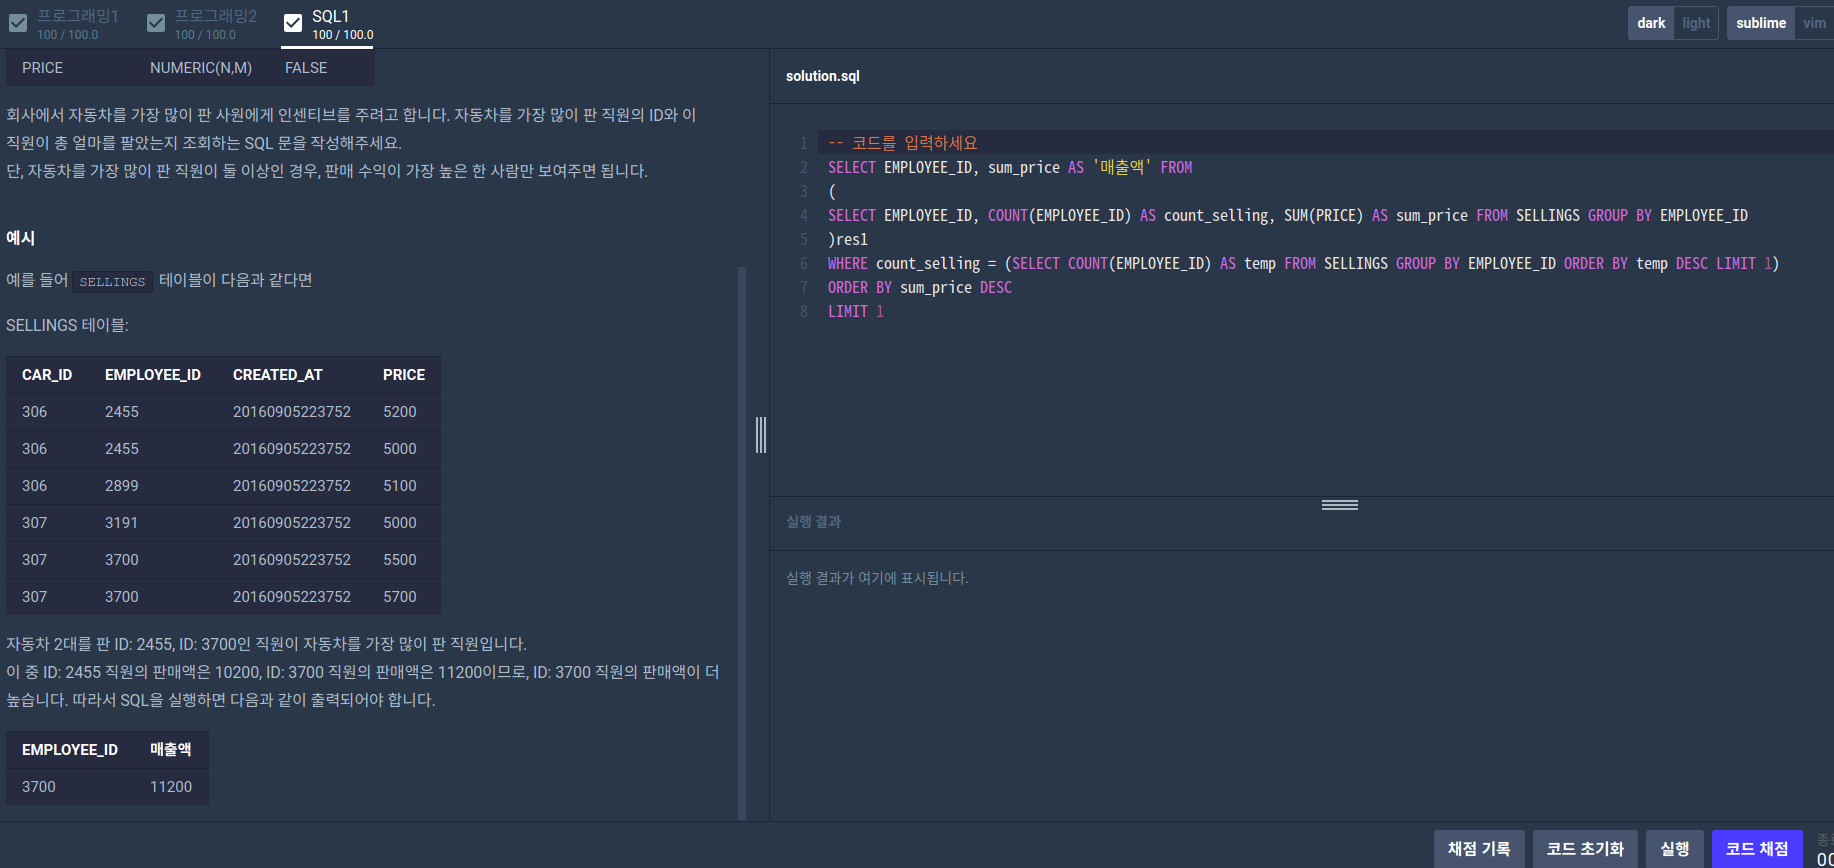 프로그래밍1
100 / 100.0
프로그래밍2
100 / 100.0
SQL1
100 / 100.0
dark light
sublime vim
PRICE NUMERIC(N,M) FALSE
회사에서 자동차를 가장 많이 판 사원에게 인센티브를 주려고 합니다. 자동차를 가장 많이 판 직원의 ID와 이
직원이 총 얼마를 팔았는지 조회하는 SQL 문을 작성해주세요.
단, 자동차를 가장 많이 판 직원이 둘 이상인 경우, 판매 수익이 가장 높은 한 사람만 보여주면 됩니다.
예시
예를 들어 SELLINGS 테이블이 다음과 같다면
SELLINGS 테이블:
CAR_ID EMPLOYEE_ID CREATED_AT PRICE
306 2455 20160905223752 5200
306 2455 20160905223752 5000
306 2899 20160905223752 5100
307 3191 20160905223752 5000
307 3700 20160905223752 5500
307 3700 20160905223752 5700
자동차 2대를 판 ID: 2455, ID: 3700인 직원이 자동차를 가장 많이 판 직원입니다.
이 중 ID: 2455 직원의 판매액은 10200, ID: 3700 직원의 판매액은 11200이므로, ID: 3700 직원의 판매액이 더
높습니다. 따라서 SQL을 실행하면 다음과 같이 출력되어야 합니다.
EMPLOYEE_ID 매출액
3700 11200
solution.sql
1 -- 코드를 입력하세요
2 SELECT EMPLOYEE_ID, sum_price AS '매출액' FROM
3 (
4 SELECT EMPLOYEE_ID, COUNT(EMPLOYEE_ID) AS count_selling, SUM(PRICE) AS sum_price FROM SELLINGS GROUP BY EMPLOYEE_ID
5 )res1
6 WHERE count_selling = (SELECT COUNT(EMPLOYEE_ID) AS temp FROM SELLINGS GROUP BY EMPLOYEE_ID ORDER BY temp DESC LIMIT 1)
7 ORDER BY sum_price DESC
8 LIMIT 1
실행 결과
실행 결과가 여기에 표시됩니다.
채점 기록 코드 초기화 실행 코드 채점